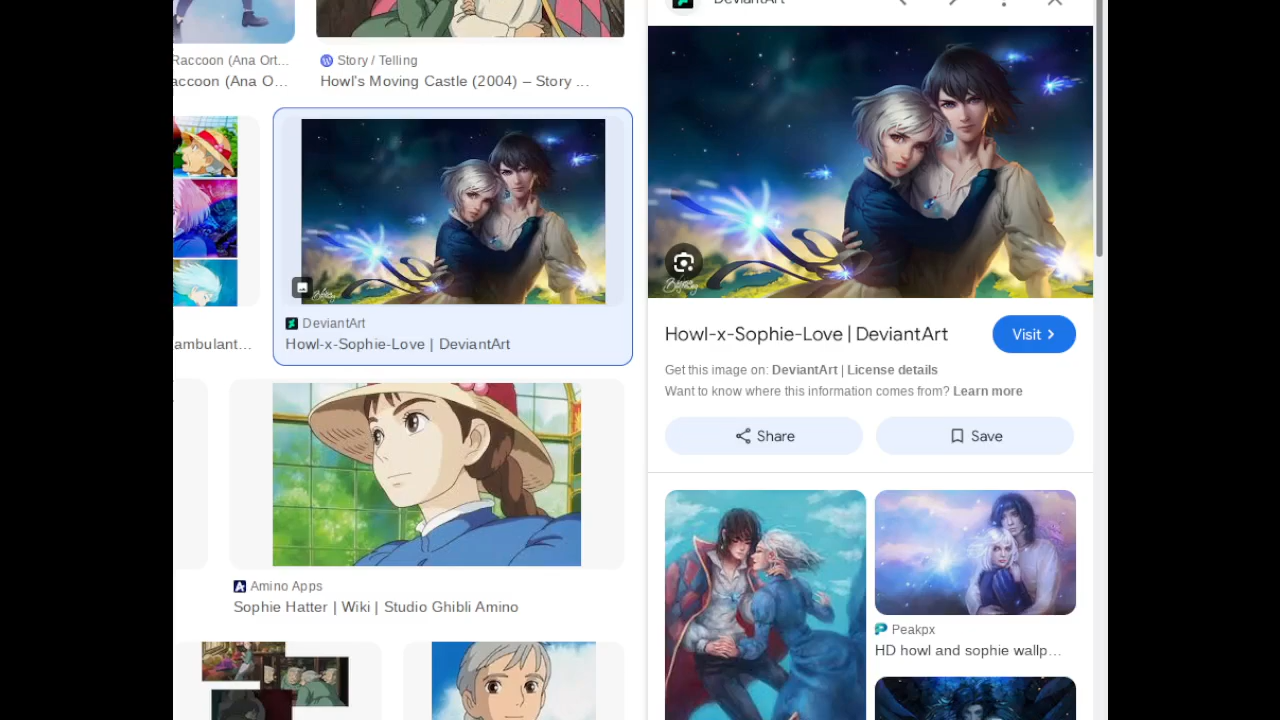 DeviantArt
Raccoon (Ana Ort...
accoon (Ana O...
Story / Telling
Howl's Moving Castle (2004) – Story ...
ambulant...
DeviantArt
Howl-x-Sophie-Love | DeviantArt
Amino Apps
Sophie Hatter | Wiki | Studio Ghibli Amino
Howl-x-Sophie-Love | DeviantArt
Visit
Get this image on: DeviantArt | License details
Want to know where this information comes from? Learn more
Share
Save
Peakpx
HD howl and sophie wallp...